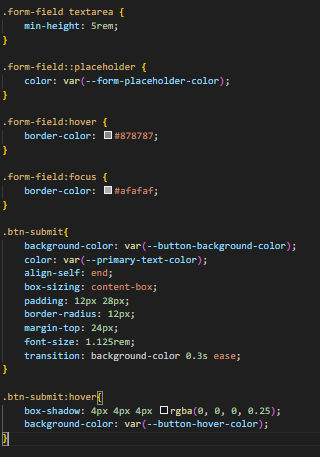 .form-field textarea {
    min-height: 5rem;
}

.form-field::placeholder {
    color: var(--form-placeholder-color);
}

.form-field:hover {
    border-color: #878787;
}

.form-field:focus {
    border-color: #afafaf;
}

.btn-submit{
    background-color: var(--button-background-color);
    color: var(--primary-text-color);
    align-self: end;
    box-sizing: content-box;
    padding: 12px 28px;
    border-radius: 12px;
    margin-top: 24px;
    font-size: 1.125rem;
    transition: background-color 0.3s ease;
}

.btn-submit:hover{
    box-shadow: 4px 4px 4px rgba(0, 0, 0, 0.25);
    background-color: var(--button-hover-color);
}